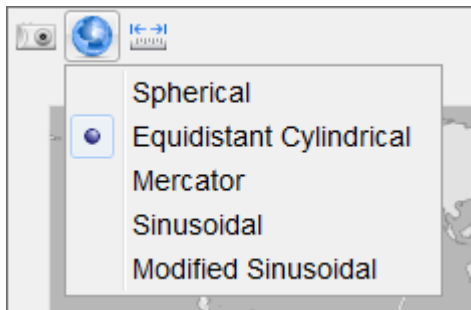 Spherical
Equidistant Cylindrical
Mercator
Sinusoidal
Modified Sinusoidal